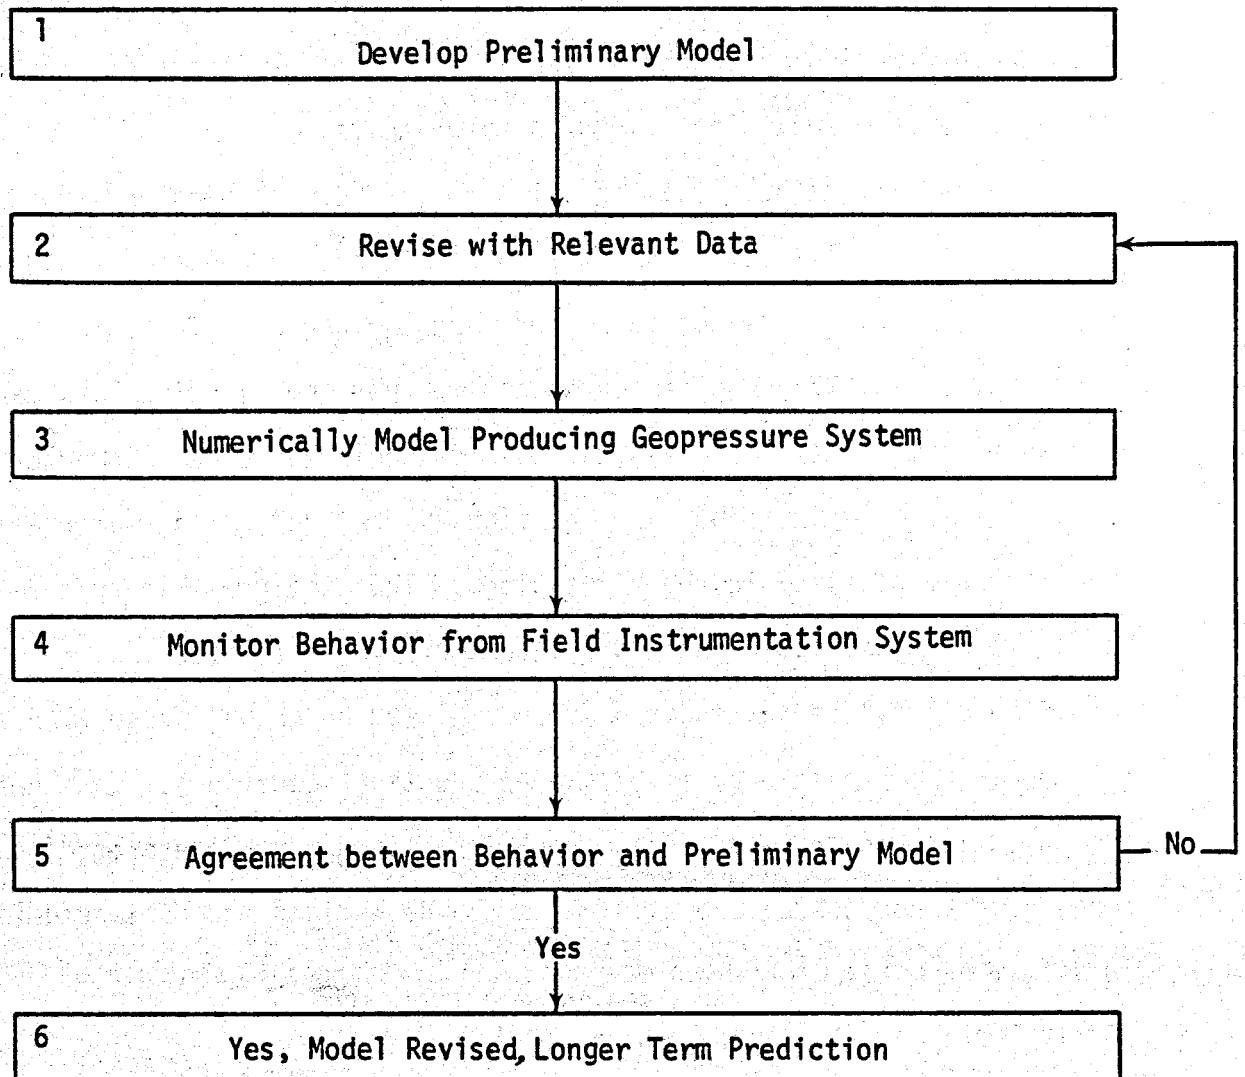 1
Develop Preliminary Model
2
Revise with Relevant Data
3
Numerically Model Producing Geopressure System
4
Monitor Behavior from Field Instrumentation System
5
Agreement between Behavior and Preliminary Model
No
Yes
6
Yes, Model Revised, Longer Term Prediction